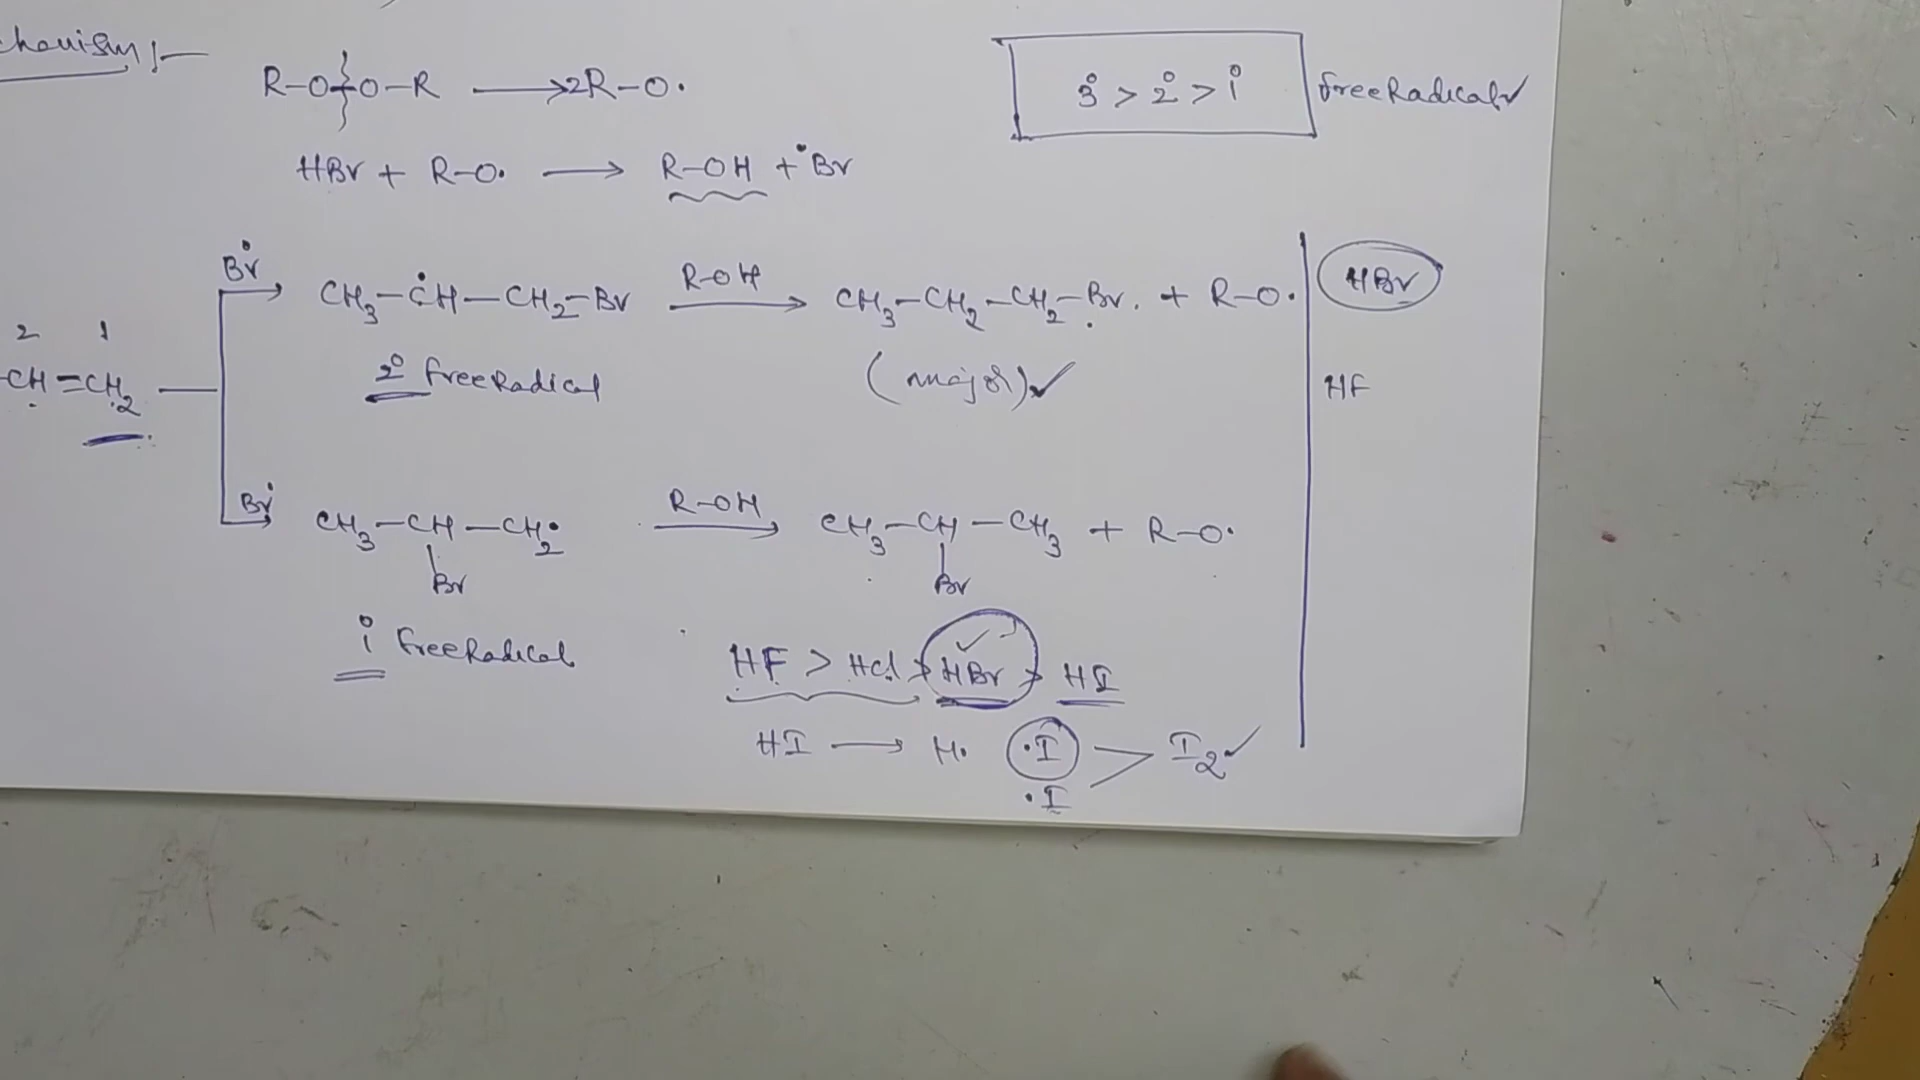 chanism :-
R-O+O-R ⟶ 2R-O•
3° > 2° > 1° free Radical ✓
HBr + R-O• ⟶ R-OH + •Br
Br•
CH3-ĊH-CH2-Br R-OH ⟶ CH3-CH2-CH2-Br. + R-O•
HBr
2 1
-CH=CH2
2° free Radical
(major) ✓
HF
Br•
CH3-CH-CH2• R-OH ⟶ CH3-CH-CH3 + R-O•
Br Br
1° free Radical
HF > HCl > HBr > HI
HI ⟶ H• •I > I2 ✓
•I